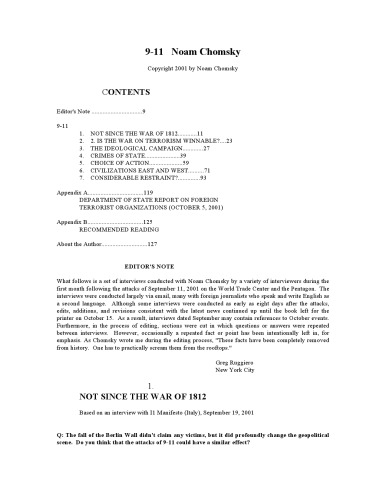 9-11 Noam Chomsky
Copyright 2001 by Noam Chomsky
CONTENTS
Editor's Note ..............................9
9-11
1. NOT SINCE THE WAR OF 1812...........11
2. 2. IS THE WAR ON TERRORISM WINNABLE?....23
3. THE IDEOLOGICAL CAMPAIGN............27
4. CRIMES OF STATE....................39
5. CHOICE OF ACTION...................59
6. CIVILIZATIONS EAST AND WEST.........71
7. CONSIDERABLE RESTRAINT?.............93
Appendix A................................119
DEPARTMENT OF STATE REPORT ON FOREIGN
TERRORIST ORGANIZATIONS (OCTOBER 5, 2001)
Appendix B................................125
RECOMMENDED READING
About the Author..........................127
EDITOR'S NOTE
What follows is a set of interviews conducted with Noam Chomsky by a variety of interviewers during the
first month following the attacks of September 11, 2001 on the World Trade Center and the Pentagon. The
interviews were conducted largely via email, many with foreign journalists who speak and write English as
a second language. Although some interviews were conducted as early as eight days after the attacks,
edits, additions, and revisions consistent with the latest news continued up until the book left for the
printer on October 15. As a result, interviews dated September may contain references to October events.
Furthermore, in the process of editing, sections were cut in which questions or answers were repeated
between interviews. However, occasionally a repeated fact or point has been intentionally left in, for
emphasis. As Chomsky wrote me during the editing process, "These facts have been completely removed
from history. One has to practically scream them from the rooftops."
Greg Ruggiero
New York City
1.
NOT SINCE THE WAR OF 1812
Based on an interview with Il Manifesto (Italy), September 19, 2001
Q: The fall of the Berlin Wall didn't claim any victims, but it did profoundly change the geopolitical
scene. Do you think that the attacks of 9-11 could have a similar effect?